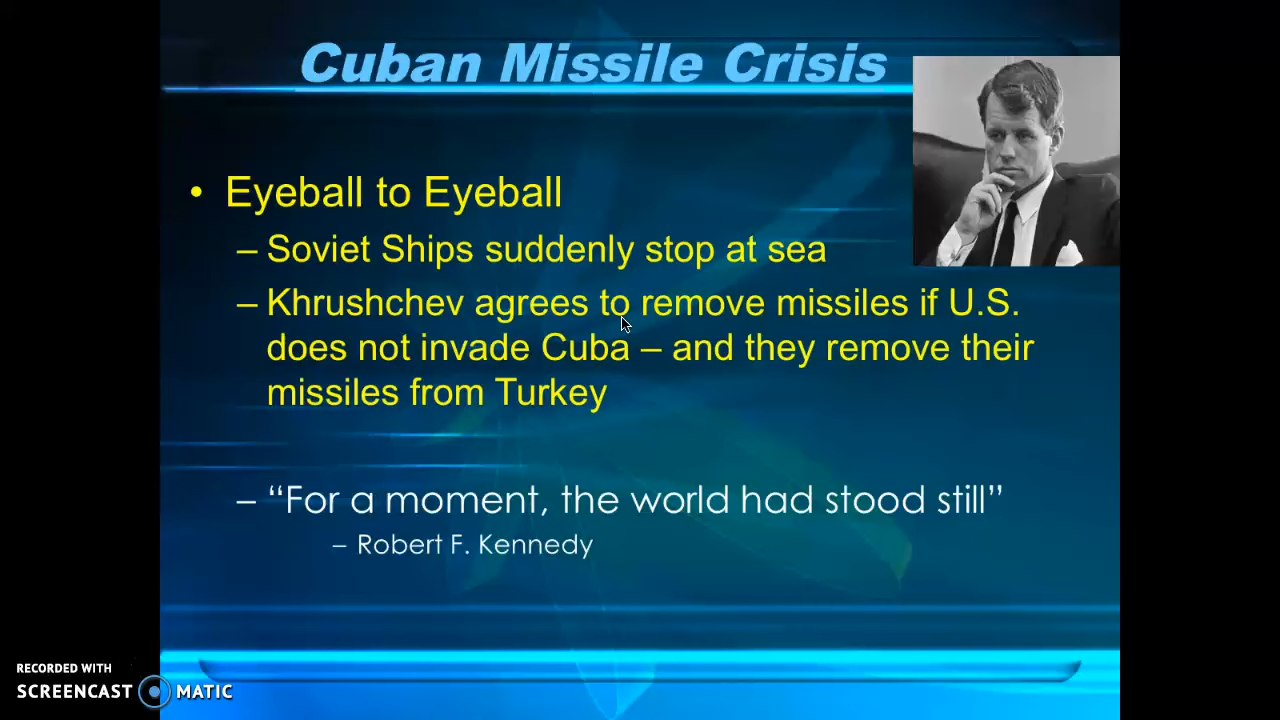 Cuban Missile Crisis
• Eyeball to Eyeball
– Soviet Ships suddenly stop at sea
– Khrushchev agrees to remove missiles if U.S.
does not invade Cuba – and they remove their
missiles from Turkey
– “For a moment, the world had stood still”
– Robert F. Kennedy
RECORDED WITH
SCREENCAST MATIC